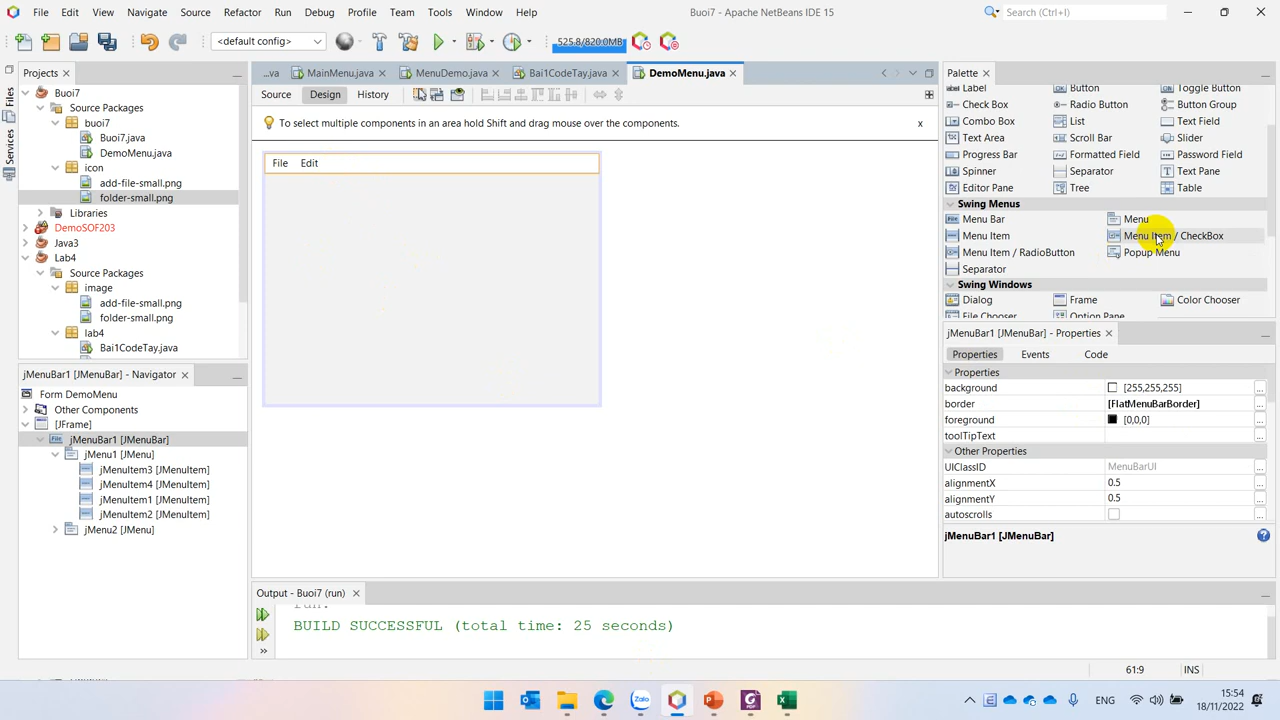 File Edit View Navigate Source Refactor Run Debug Profile Team Tools Window Help Buoi7 - Apache NetBeans IDE 15 Search (Ctrl+I)
<default config> 525.8/820.0MB
Projects ...va MainMenu.java MenuDemo.java Bai1CodeTay.java DemoMenu.java Palette
Files
Services
Buoi7
Source Packages
buoi7
Buoi7.java
DemoMenu.java
icon
add-file-small.png
folder-small.png
Libraries
DemoSOF203
Java3
Lab4
Source Packages
image
add-file-small.png
folder-small.png
lab4
Bai1CodeTay.java
Source Design History
To select multiple components in an area hold Shift and drag mouse over the components. x
File Edit
Label Button Toggle Button
Check Box Radio Button Button Group
Combo Box List Text Field
Text Area Scroll Bar Slider
Progress Bar Formatted Field Password Field
Spinner Separator Text Pane
Editor Pane Tree Table
Swing Menus
Menu Bar Menu
Menu Item Menu Item / CheckBox
Menu Item / RadioButton Popup Menu
Separator
Swing Windows
Dialog Frame Color Chooser
File Chooser Option Pane
jMenuBar1 [JMenuBar] - Navigator
Form DemoMenu
Other Components
[JFrame]
jMenuBar1 [JMenuBar]
jMenu1 [JMenu]
jMenuItem3 [JMenuItem]
jMenuItem4 [JMenuItem]
jMenuItem1 [JMenuItem]
jMenuItem2 [JMenuItem]
jMenu2 [JMenu]
jMenuBar1 [JMenuBar] - Properties
Properties Events Code
Properties
background [255,255,255] ...
border [FlatMenuBarBorder] ...
foreground [0,0,0] ...
toolTipText ...
Other Properties
UIClassID MenuBarUI ...
alignmentX 0.5 ...
alignmentY 0.5 ...
autoscrolls ...
jMenuBar1 [JMenuBar]
Output - Buoi7 (run)
run:
BUILD SUCCESSFUL (total time: 25 seconds)
61:9 INS
Zalo ENG 15:54
18/11/2022